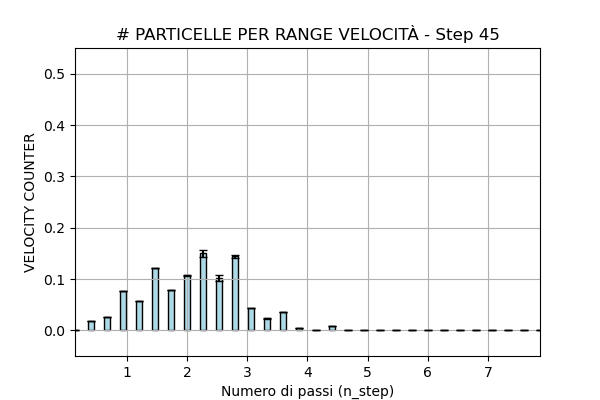 # PARTICELLE PER RANGE VELOCITÀ - Step 45
VELOCITY COUNTER
0.5
0.4
0.3
0.2
0.1
0.0
1 2 3 4 5 6 7
Numero di passi (n_step)